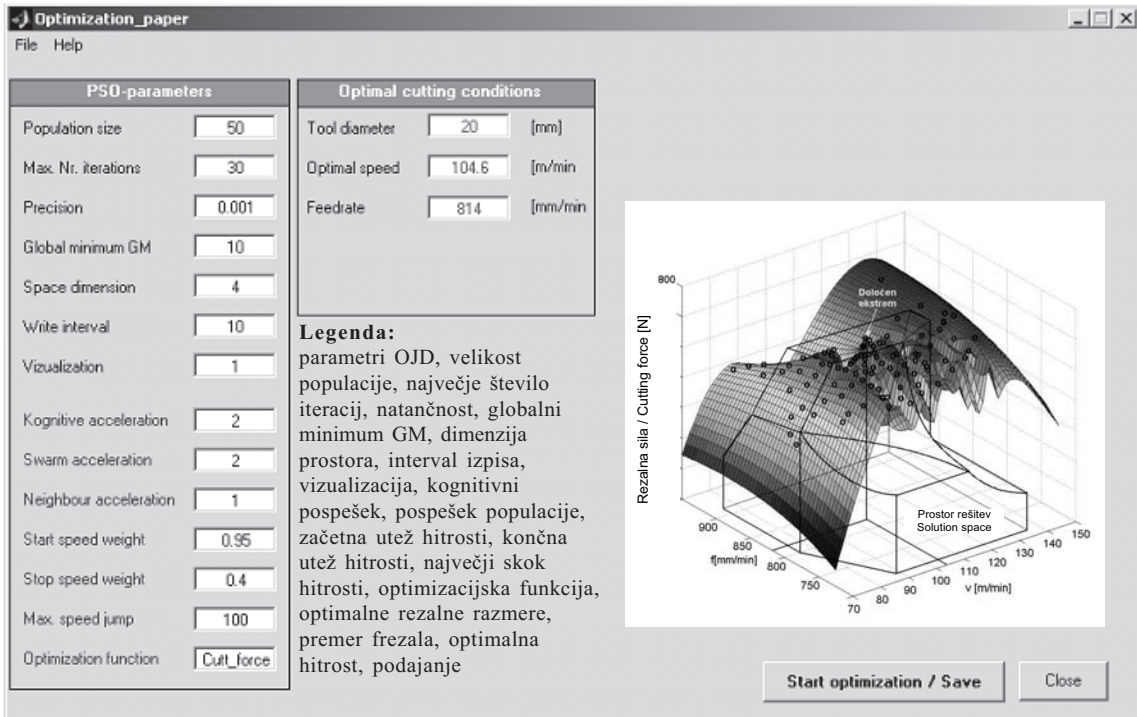 Optimization_paper
File Help
PSO-parameters
Population size 50
Max. Nr. iterations 30
Precision 0.001
Global minimum GM 10
Space dimension 4
Write interval 10
Vizualization 1
Kognitive acceleration 2
Swarm acceleration 2
Neighbour acceleration 1
Start speed weight 0.95
Stop speed weight 0.4
Max. speed jump 100
Optimization function Cutt_force
Optimal cutting conditions
Tool diameter 20 [mm]
Optimal speed 104.6 [m/min
Feedrate 814 [mm/min
Legenda:
parametri OJD, velikost
populacije, največje število
iteracij, natančnost, globalni
minimum GM, dimenzija
prostora, interval izpisa,
vizualizacija, kognitivni
pospešek, pospešek populacije,
začetna utež hitrosti, končna
utež hitrosti, največji skok
hitrosti, optimizacijska funkcija,
optimalne rezalne razmere,
premer frezala, optimalna
hitrost, podajanje
800
Rezalna sila / Cutting force [N]
Določen
ekstrem
Prostor rešitev
Solution space
900
850
f[mm/min]
800
750
70
80
90
100
110
120
130
140
150
v [m/min]
Start optimization / Save
Close